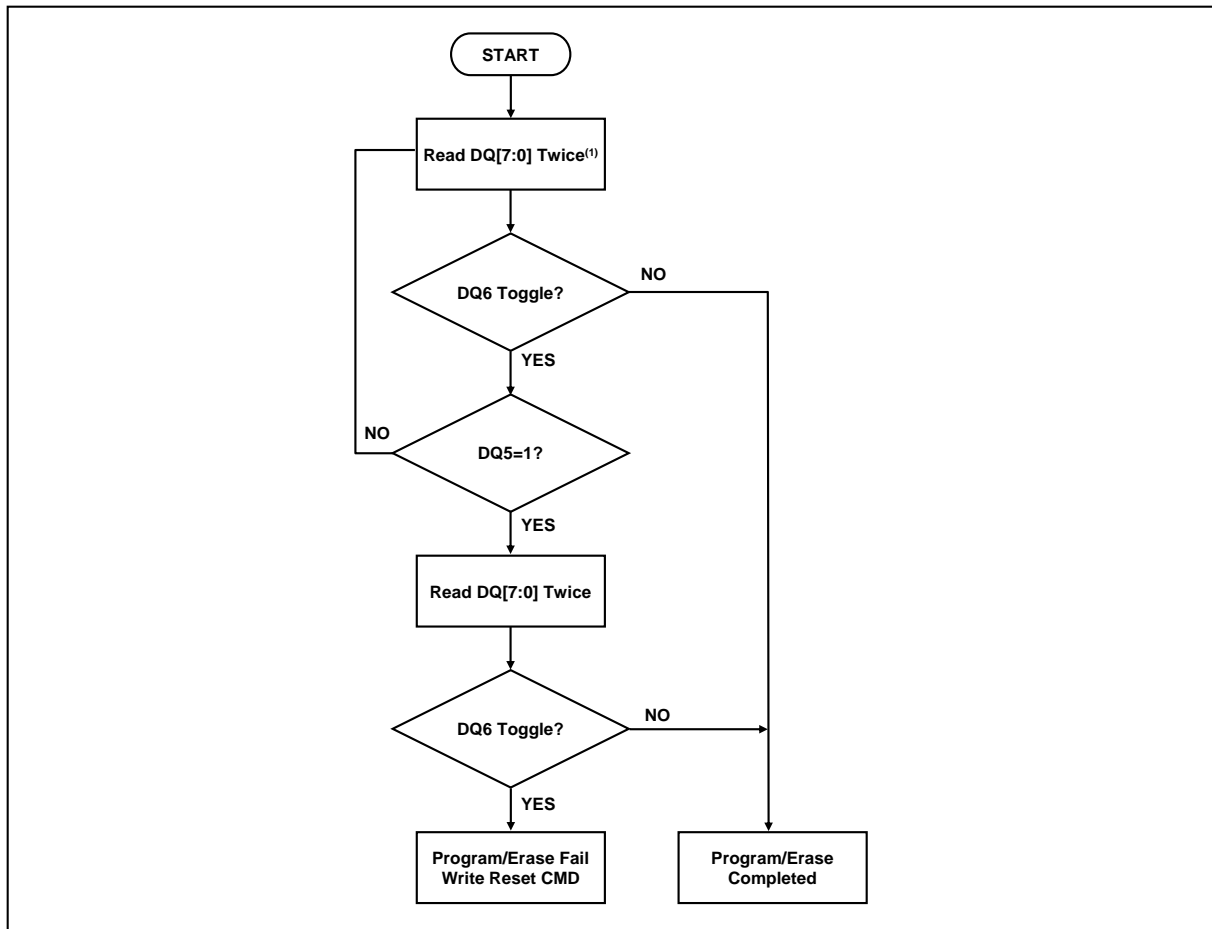 START
Read DQ[7:0] Twice(1)
DQ6 Toggle?
NO
YES
NO
DQ5=1?
YES
Read DQ[7:0] Twice
DQ6 Toggle?
NO
YES
Program/Erase Fail
Write Reset CMD
Program/Erase
Completed